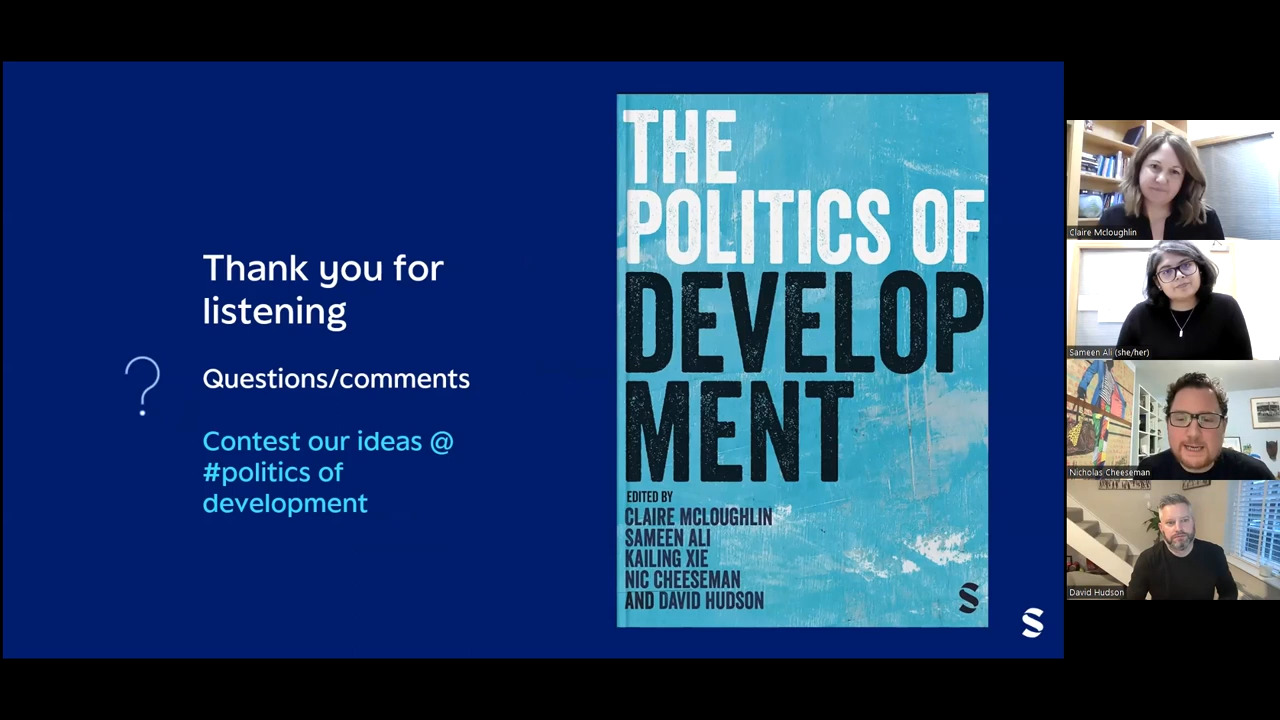 Thank you for
listening
?
Questions/comments
Contest our ideas @
#politics of
development
THE
POLITICS OF
DEVELOP
MENT
EDITED BY
CLAIRE MCLOUGHLIN
SAMEEN ALI
KAILING XIE
NIC CHEESEMAN
AND DAVID HUDSON
S
S
Claire Mcloughlin
Sameen Ali (she/her)
Nicholas Cheeseman
David Hudson